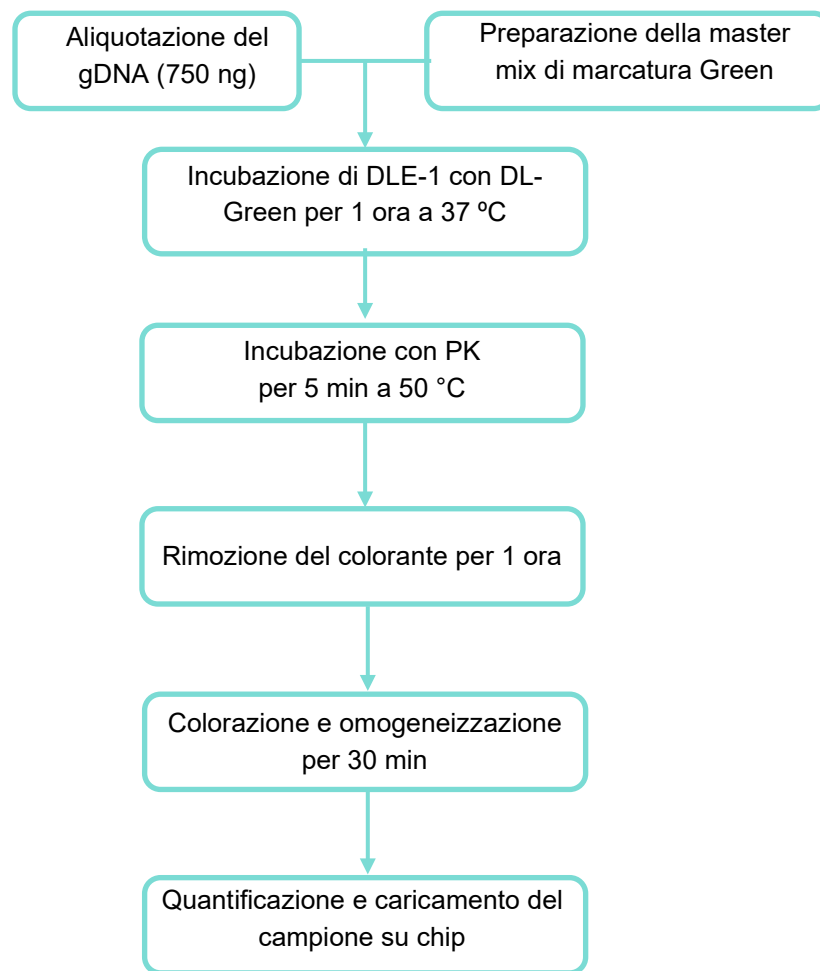 Aliquotazione del
gDNA (750 ng)
Preparazione della master
mix di marcatura Green
Incubazione di DLE-1 con DL-
Green per 1 ora a 37 ºC
Incubazione con PK
per 5 min a 50 °C
Rimozione del colorante per 1 ora
Colorazione e omogeneizzazione
per 30 min
Quantificazione e caricamento del
campione su chip